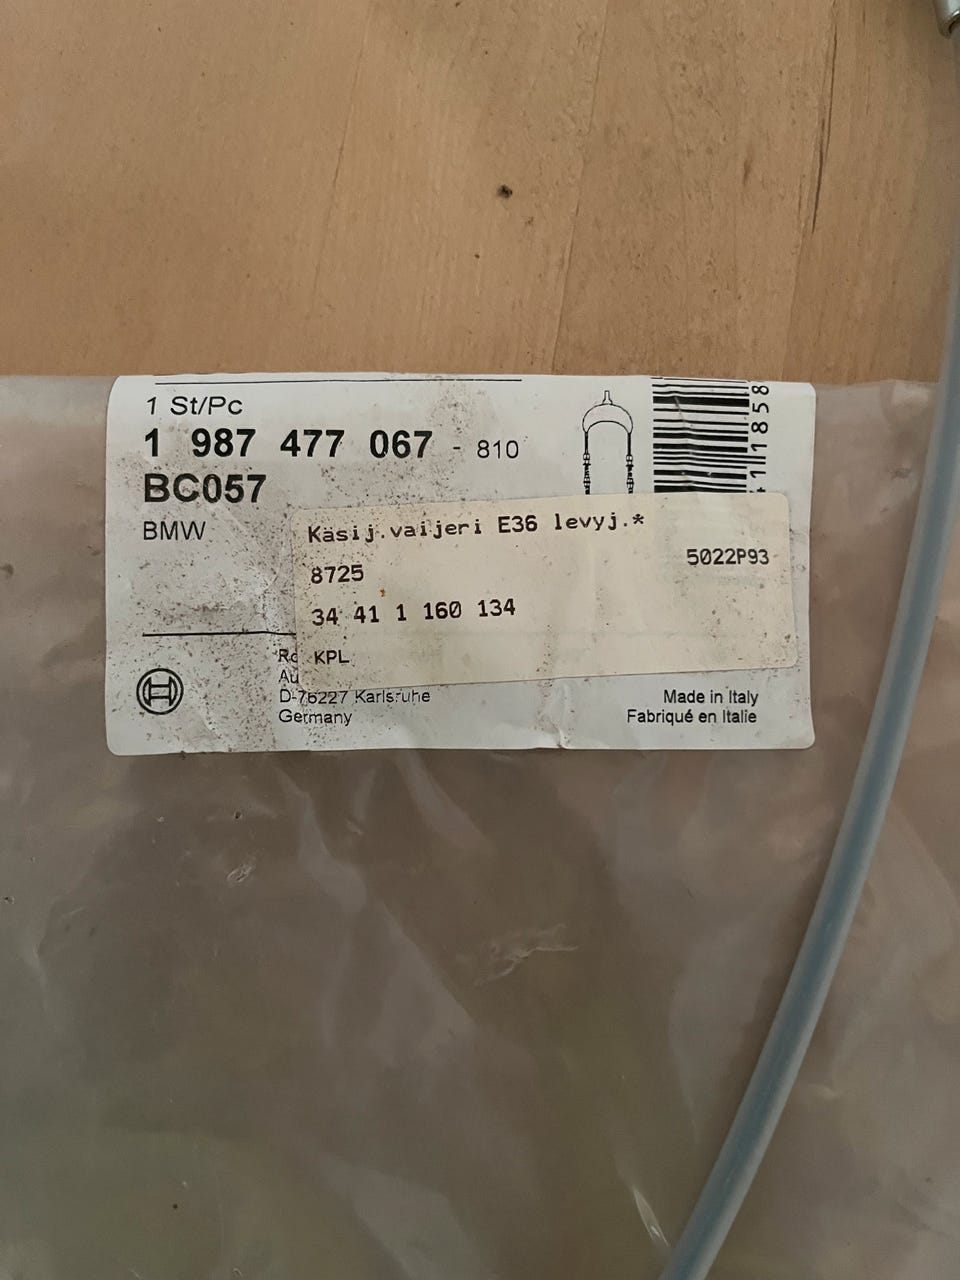 1 St/Pc
1 987 477 067 - 810
BC057
BMW
Käsij.vaijeri E36 levyj.*
8725
5022P93
34 41 1 160 134
KPL
D-76227 Karlsruhe
Germany
Made in Italy
Fabriqué en Italie
411858